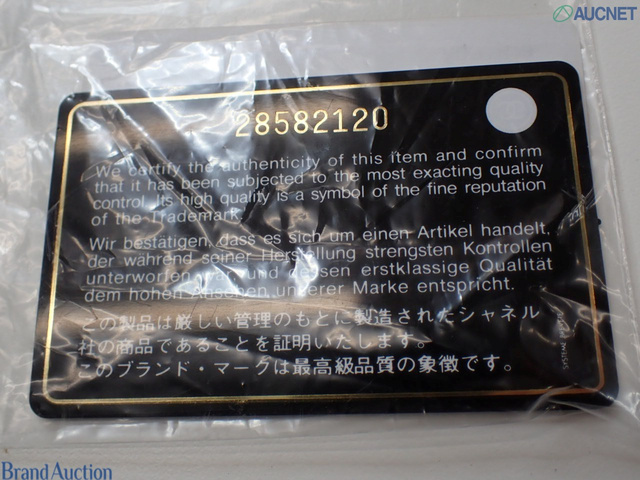 AUCNET
28582120
We certify the authenticity of this item and confirm
that it has been subjected to the most exacting quality
control. Its high quality is a symbol of the fine reputation
of the Trademark.
Wir bestätigen, dass es sich um einen Artikel handelt,
der während seiner Herstellung strengsten Kontrollen
unterworfen war und dessen erstklassige Qualität
dem hohen Ansehen unserer Marke entspricht.
この製品は厳しい管理のもとに製造されたシャネル
社の商品であることを証明いたします。
このブランド・マークは最高級品質の象徴です。
Brand Auction